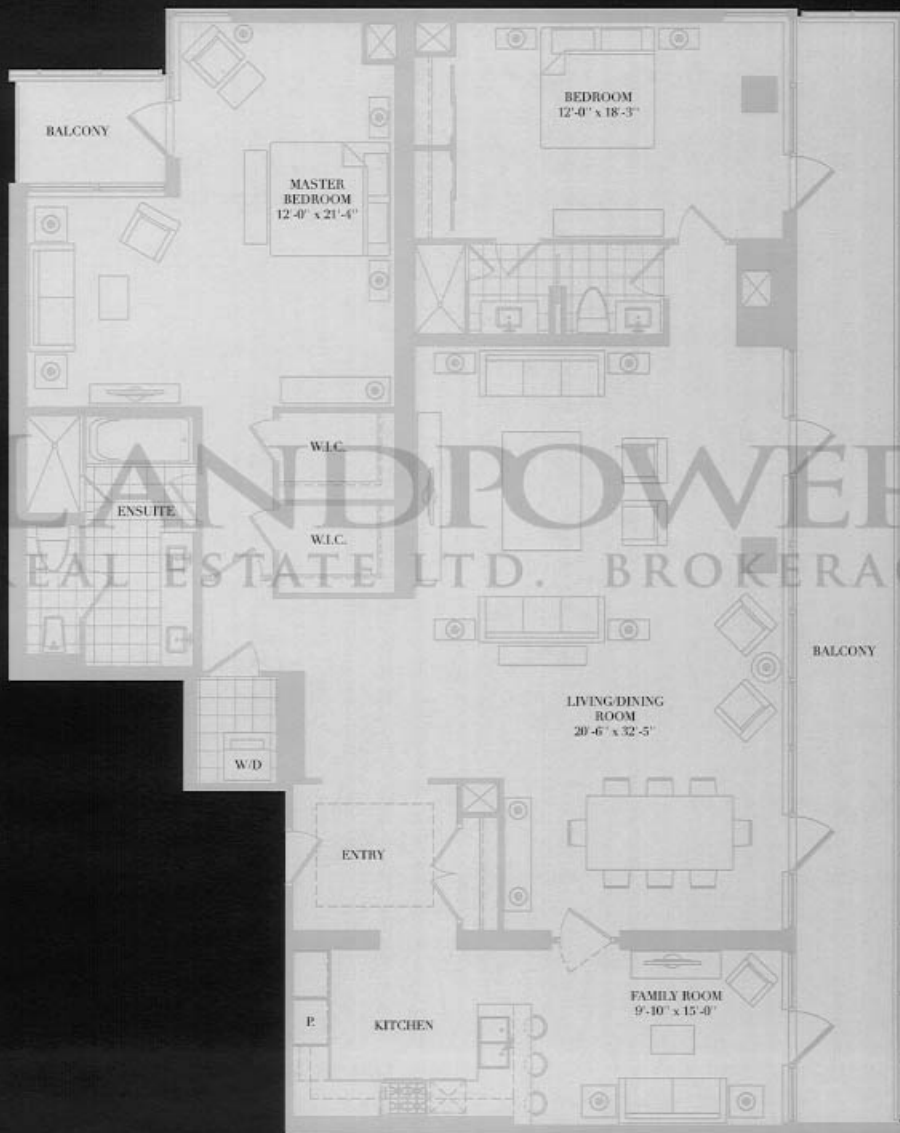 BEDROOM
12'-0" x 18'-3"
BALCONY
MASTER
BEDROOM
12'-0" x 21'-4"
W.I.C.
LANDPOWER
ENSUITE
W.I.C.
REAL ESTATE LTD. BROKERAG
BALCONY
LIVING/DINING
ROOM
20'-6" x 32'-5"
W/D
ENTRY
FAMILY ROOM
9'-10" x 15'-0"
P.
KITCHEN